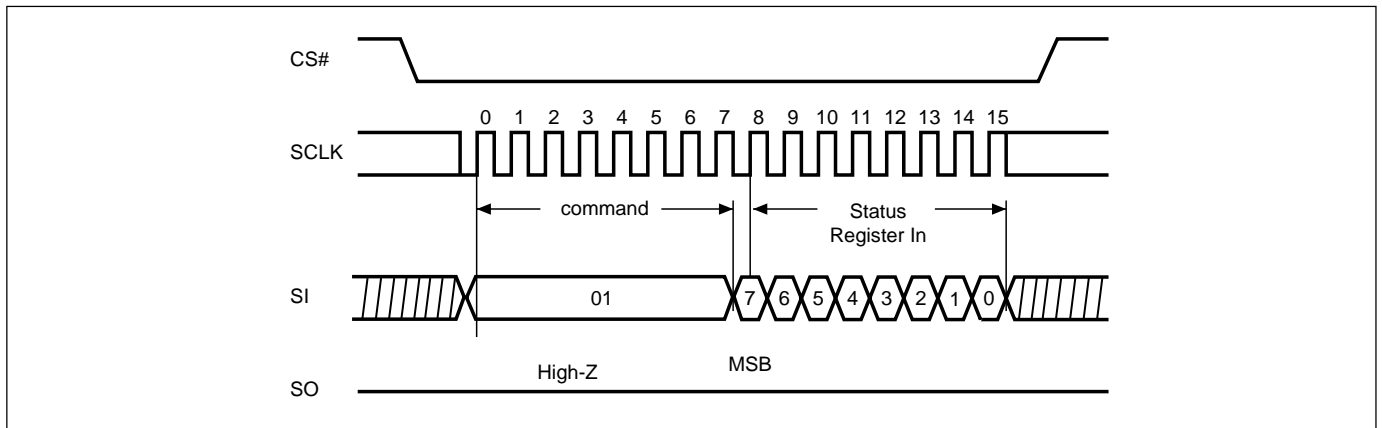 CS#
0 1 2 3 4 5 6 7 8 9 10 11 12 13 14 15
SCLK
command
Status
Register In
SI
01
7 6 5 4 3 2 1 0
High-Z
MSB
SO